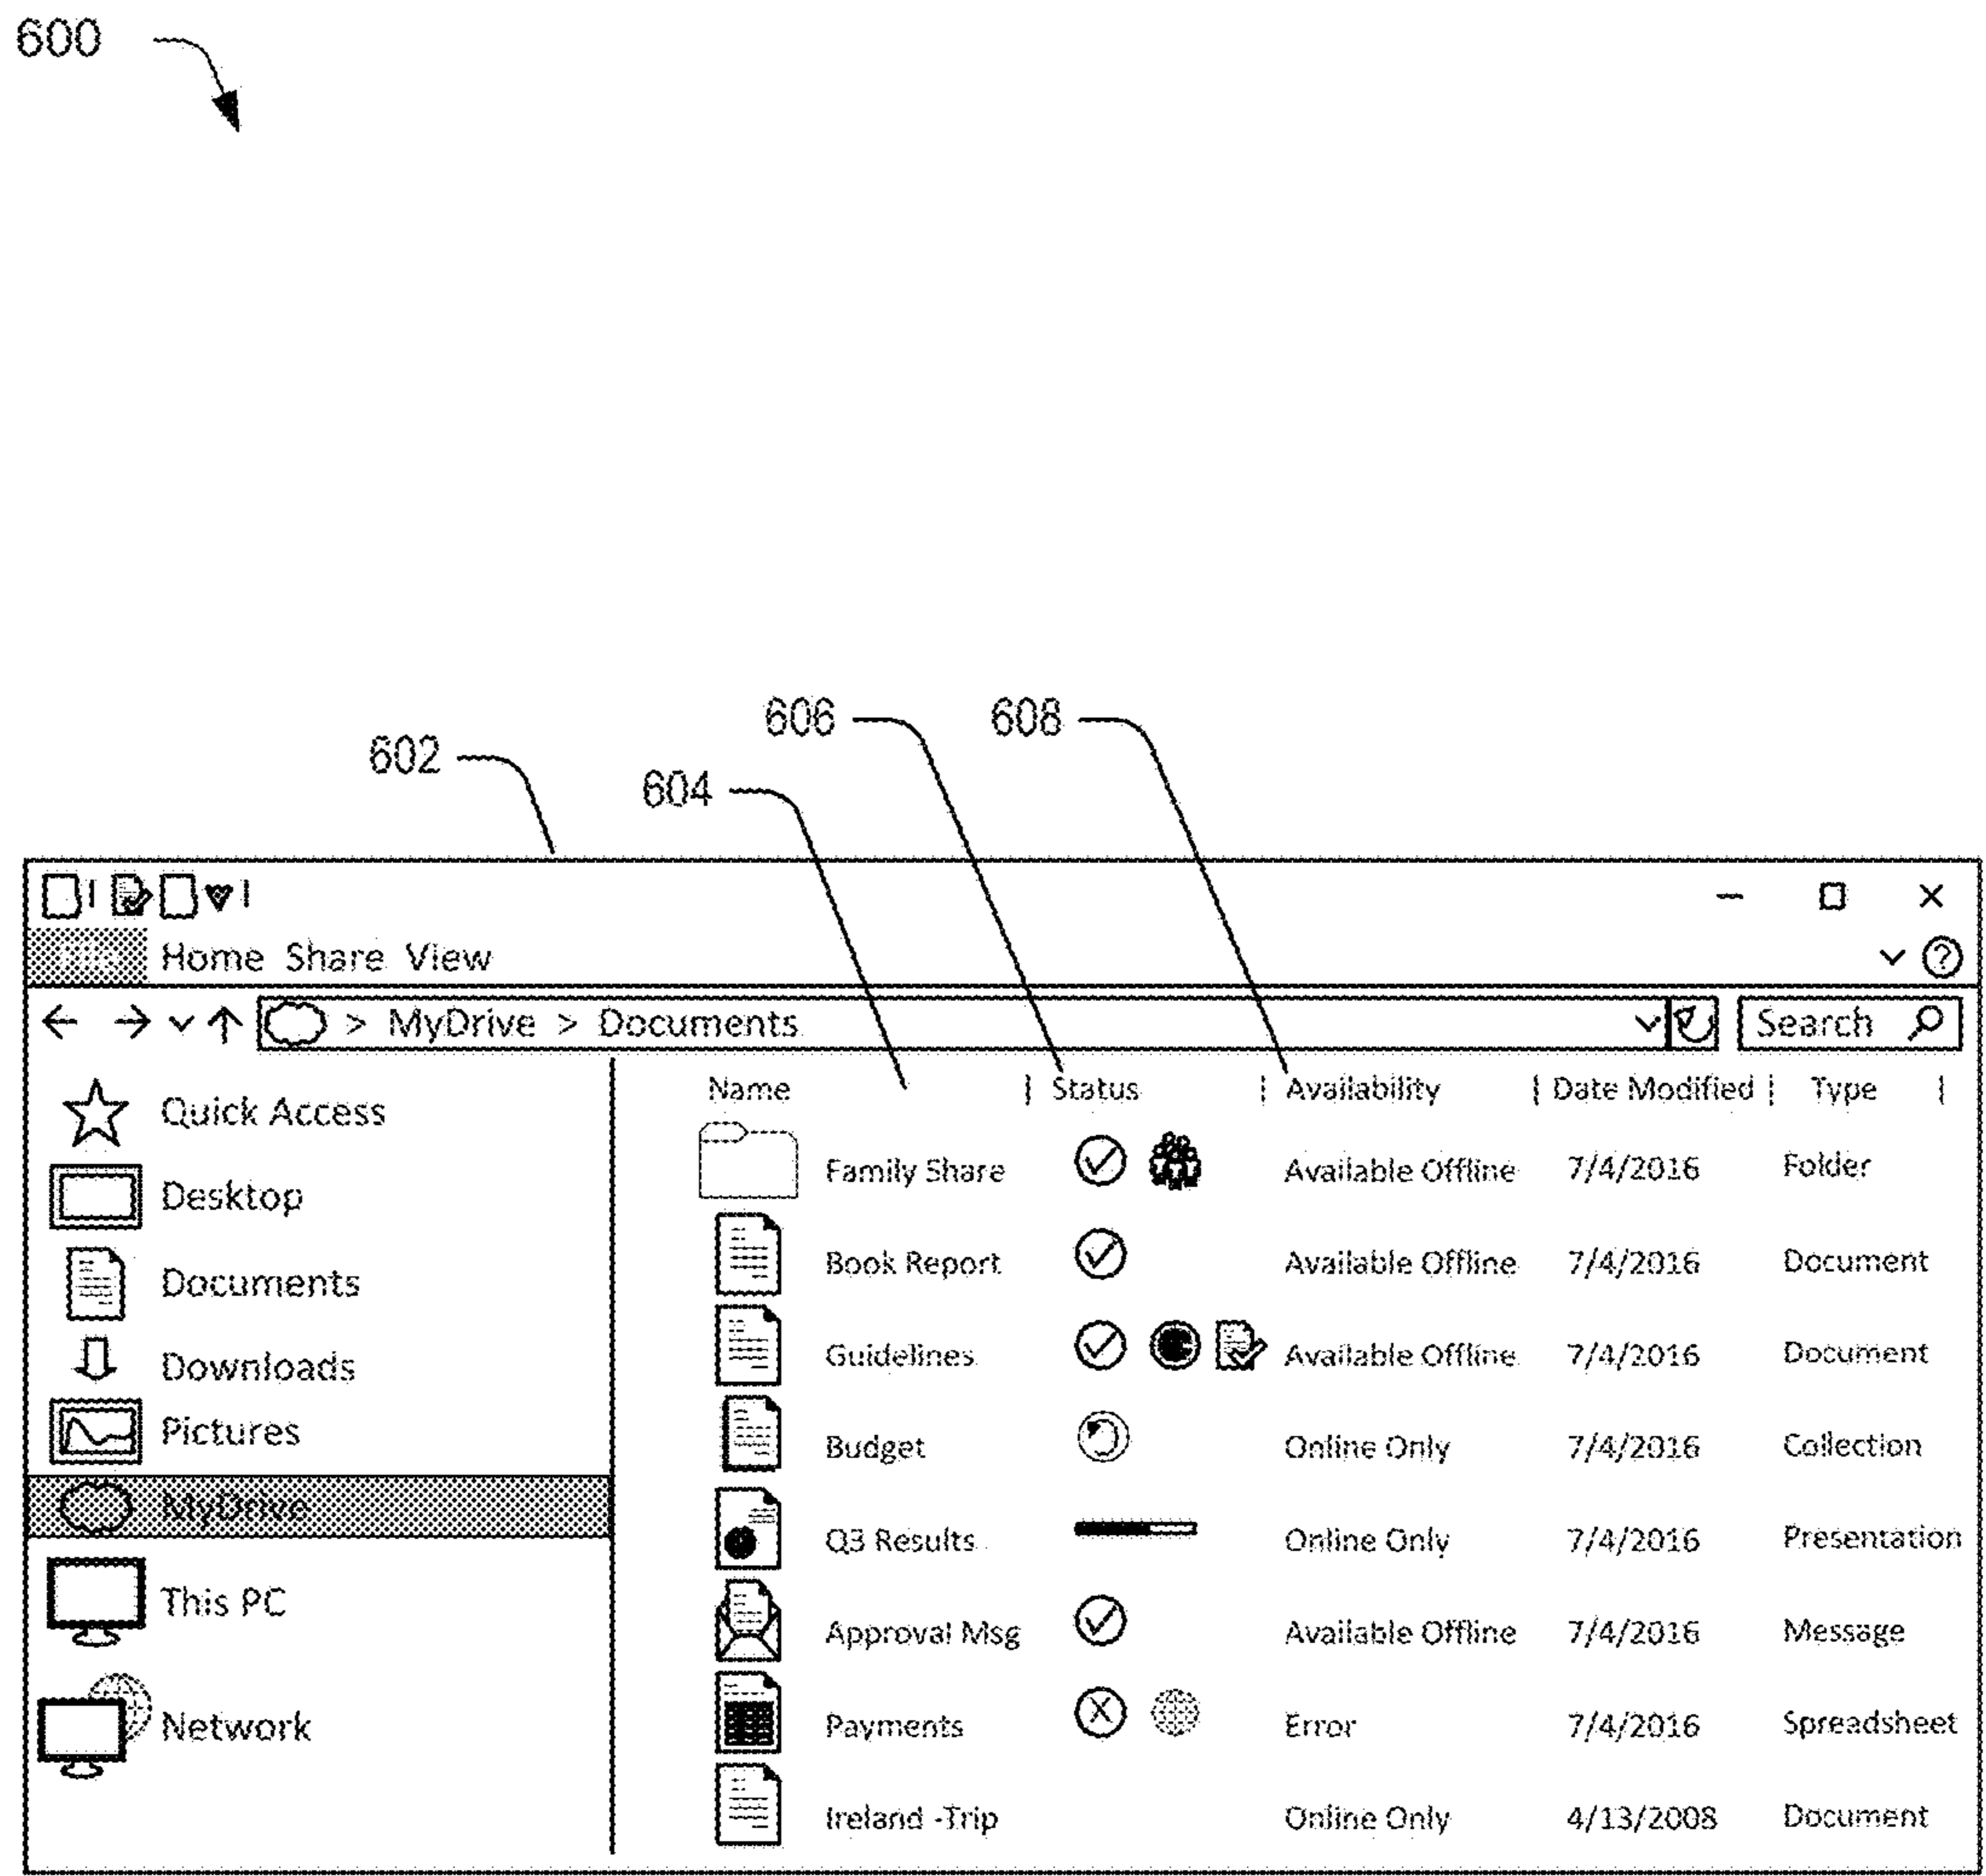 600
606 608
602
604
Home Share View
> MyDrive > Documents
Search
Name | Status | Availability | Date Modified | Type |
Quick Access
Desktop
Documents
Downloads
Pictures
MyDrive
This PC
Network
Family Share Available Offline 7/4/2016 Folder
Book Report Available Offline 7/4/2016 Document
Guidelines Available Offline 7/4/2016 Document
Budget Online Only 7/4/2016 Collection
Q3 Results Online Only 7/4/2016 Presentation
Approval Msg Available Offline 7/4/2016 Message
Payments Error 7/4/2016 Spreadsheet
Ireland -Trip Online Only 4/13/2008 Document